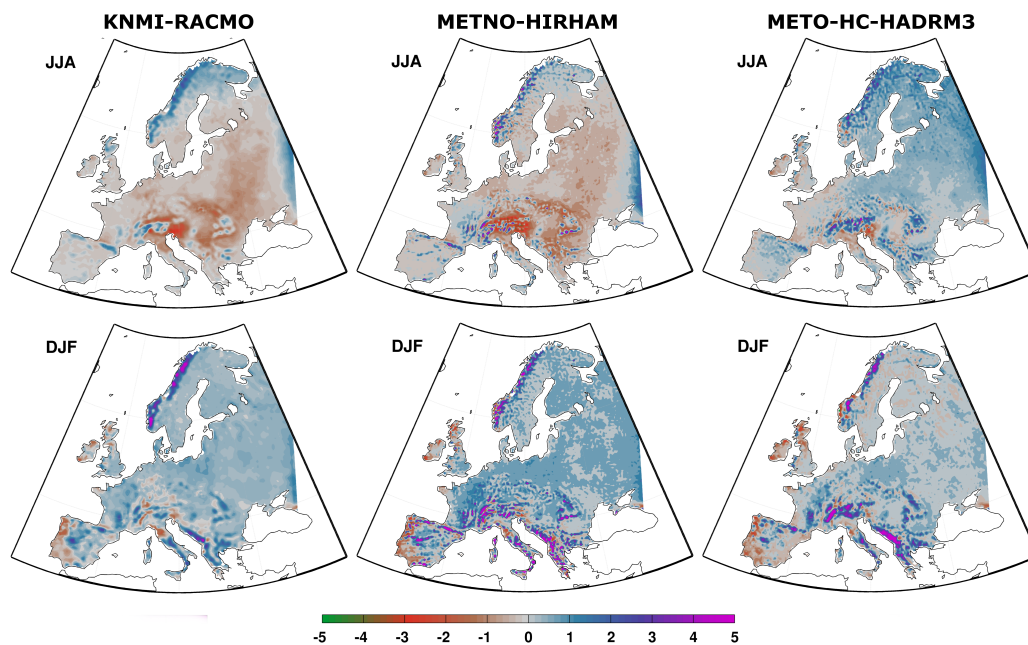 KNMI-RACMO METNO-HIRHAM METO-HC-HADRM3
JJA JJA JJA
DJF DJF DJF
-5 -4 -3 -2 -1 0 1 2 3 4 5